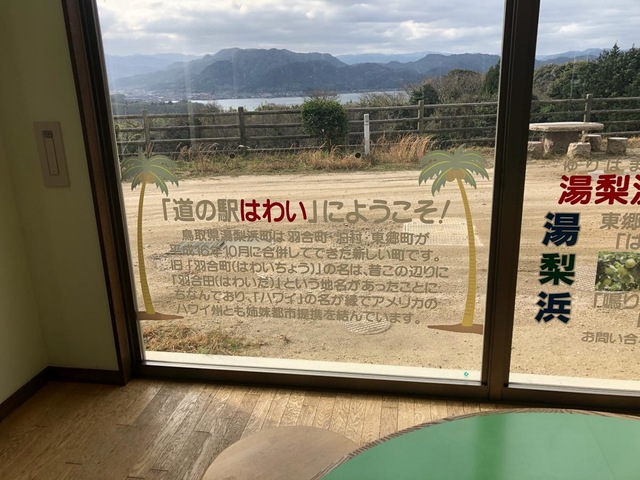 「道の駅はわい」にようこそ!
鳥取県湯梨浜町は羽合町・泊村・東郷町が
平成16年10月に合併してできた新しい町です。
旧「羽合町(はわいちょう)」の名は、昔この辺りに
「羽合田(はわいだ)」という地名があったことに
ちなんでおり、「ハワイ」の名が縁でアメリカの
ハワイ州とも姉妹都市提携を結んでいます。
湯梨浜
湯梨
東郷
お問い合